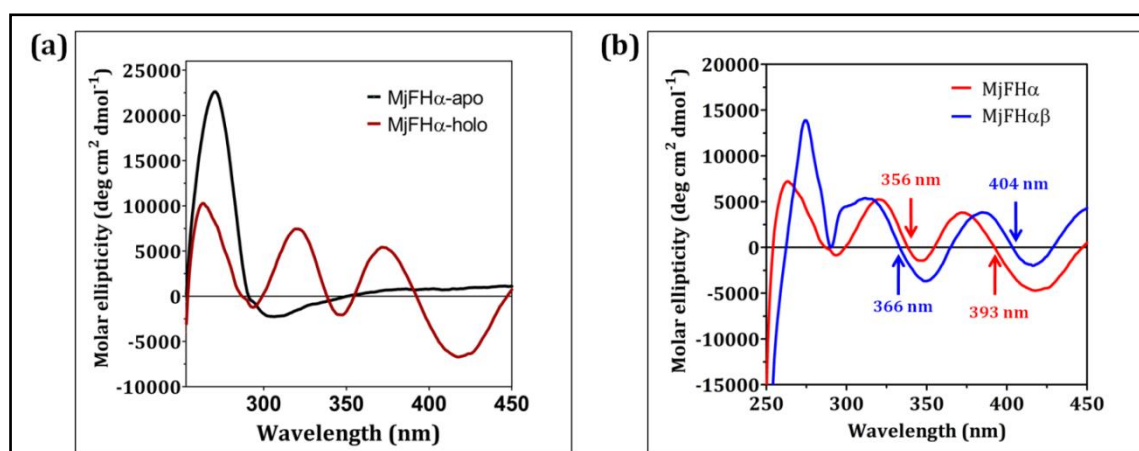 (a)
Molar ellipticity (deg cm² dmol⁻¹)
25000
20000
15000
10000
5000
0
-5000
-10000
MjFHα-apo
MjFHα-holo
300
350
400
450
Wavelength (nm)
(b)
Molar ellipticity (deg cm² dmol⁻¹)
20000
15000
10000
5000
0
-5000
-10000
-15000
MjFHα
MjFHαβ
356 nm
404 nm
366 nm
393 nm
250
300
350
400
450
Wavelength (nm)